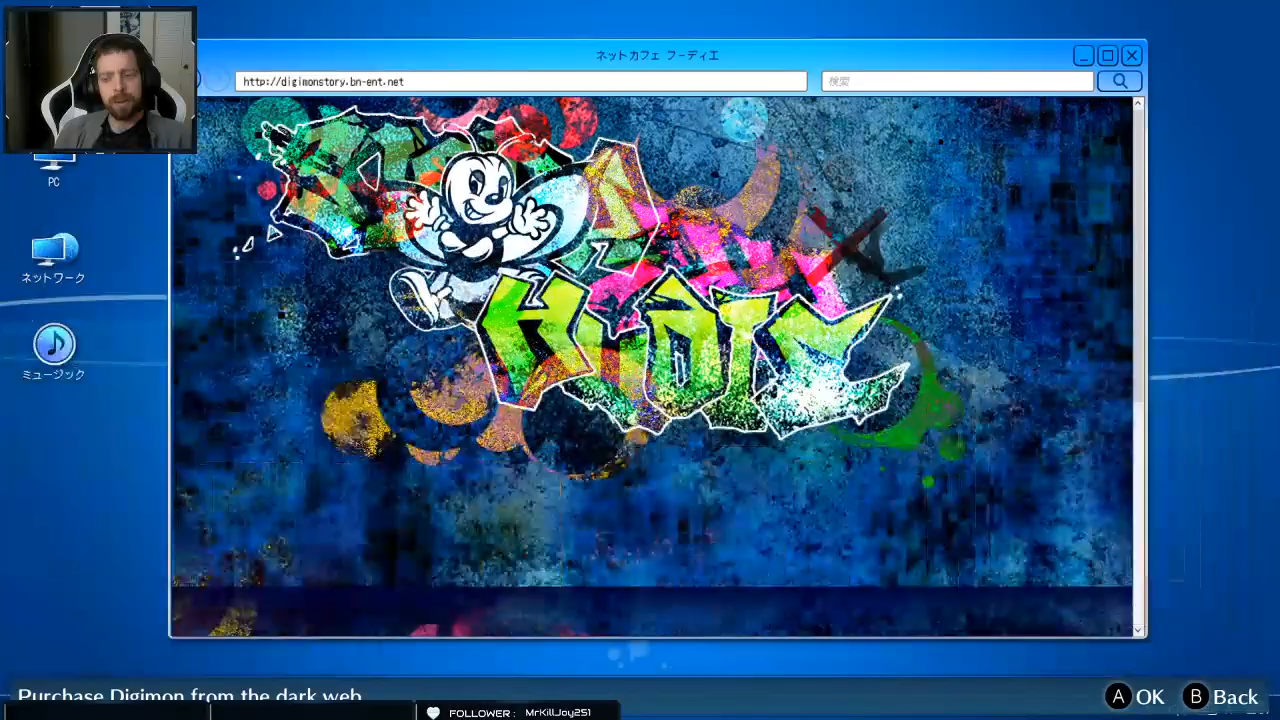 ネットカフェ フーディエ
http://digimonstory.bn-ent.net
検索
PC
ネットワーク
ミュージック
HUDIE
Purchase Digimon from the dark web
A OK B Back
FOLLOWER: MrKillJoy251